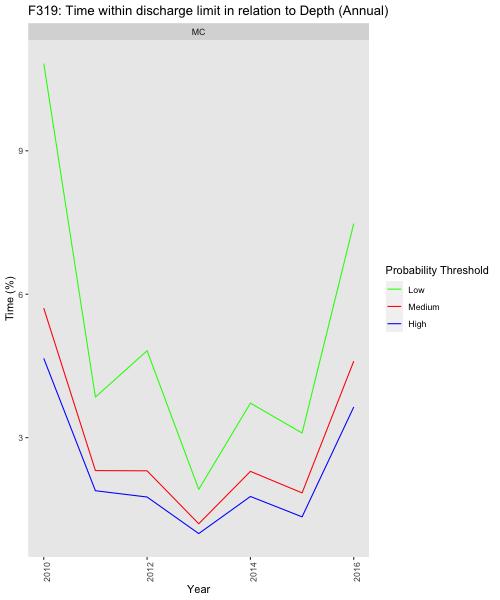 F319: Time within discharge limit in relation to Depth (Annual)
MC
9
6
3
Time (%)
2010
2012
2014
2016
Year
Probability Threshold
Low
Medium
High